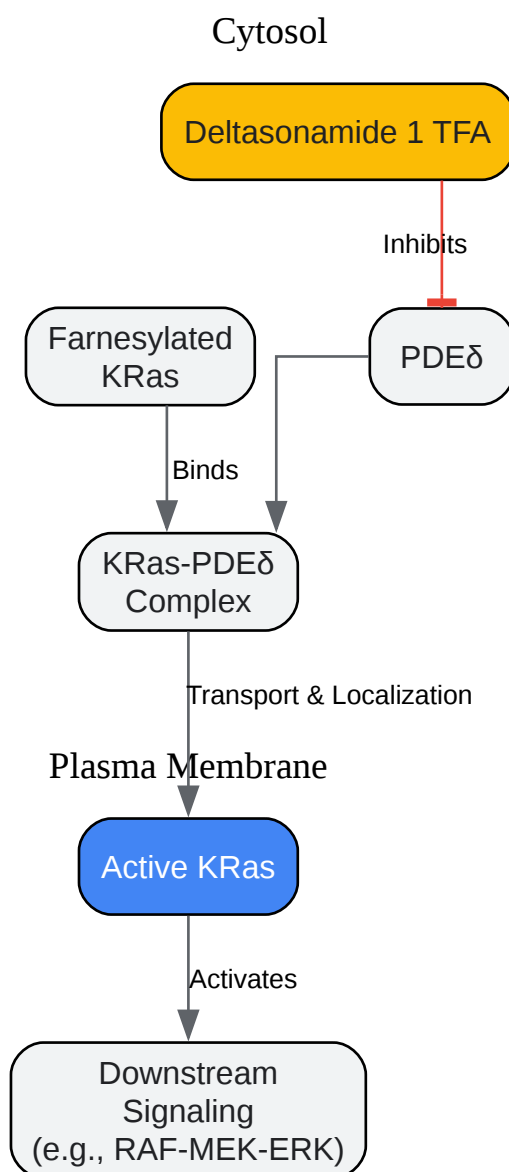 Cytosol
Deltasonamide 1 TFA
Inhibits
Farnesylated
KRas
PDEδ
Binds
KRas-PDEδ
Complex
Transport & Localization
Plasma Membrane
Active KRas
Activates
Downstream
Signaling
(e.g., RAF-MEK-ERK)